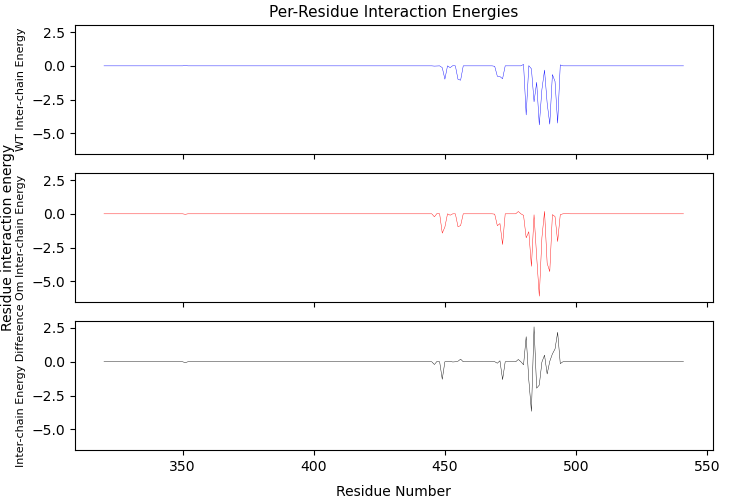 Per-Residue Interaction Energies
Residue interaction energy
WT Inter-chain Energy
2.5
0.0
−2.5
−5.0
Om Inter-chain Energy
2.5
0.0
−2.5
−5.0
Inter-chain Energy Difference
2.5
0.0
−2.5
−5.0
350
400
450
500
550
Residue Number